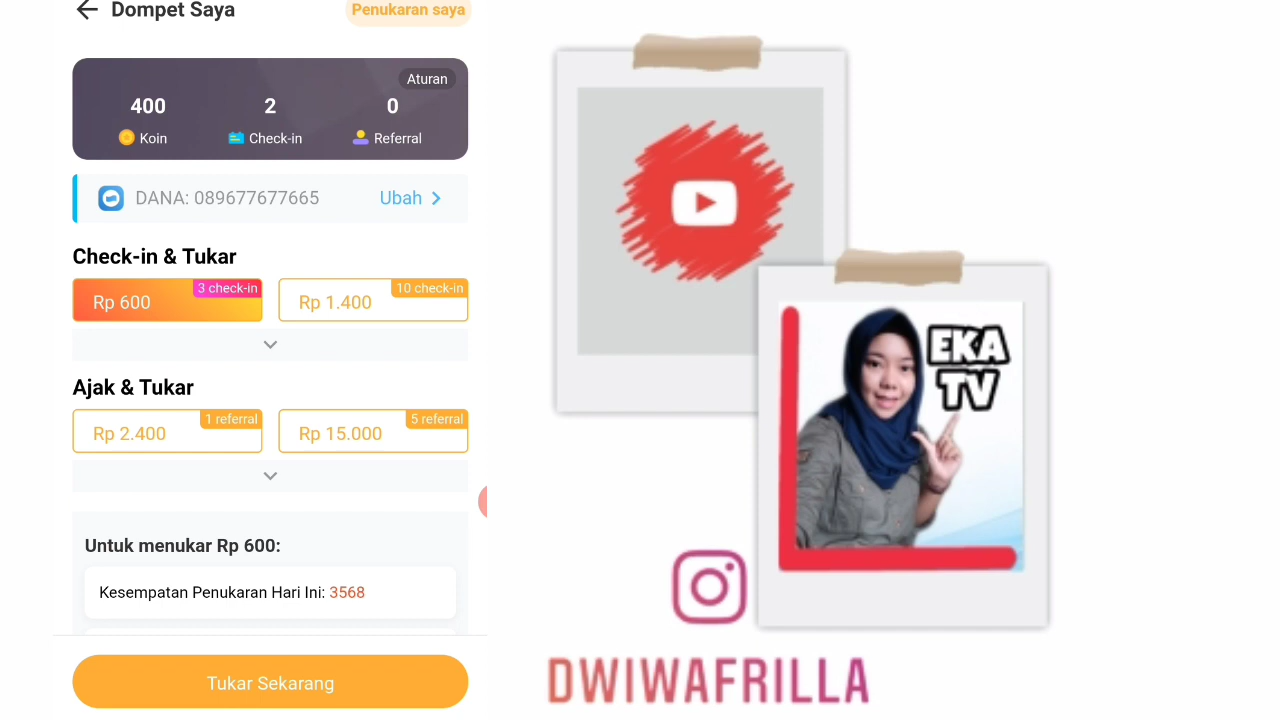 Dompet Saya
Penukaran saya
Aturan
400
2
0
Koin
Check-in
Referral
DANA: 089677677665
Ubah
Check-in & Tukar
3 check-in
Rp 600
10 check-in
Rp 1.400
Ajak & Tukar
1 referral
Rp 2.400
5 referral
Rp 15.000
Untuk menukar Rp 600:
Kesempatan Penukaran Hari Ini: 3568
Tukar Sekarang
EKA
TV
DWIWAFRILLA